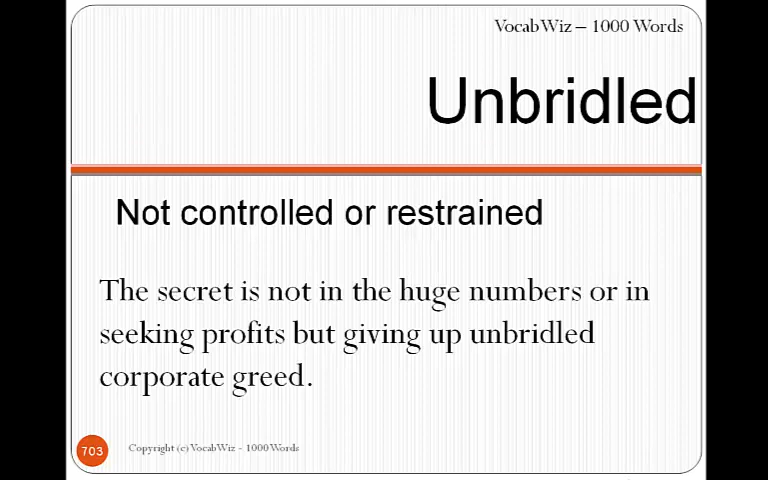 VocabWiz – 1000 Words
Unbridled
Not controlled or restrained
The secret is not in the huge numbers or in
seeking profits but giving up unbridled
corporate greed.
703
Copyright (c) VocabWiz - 1000 Words